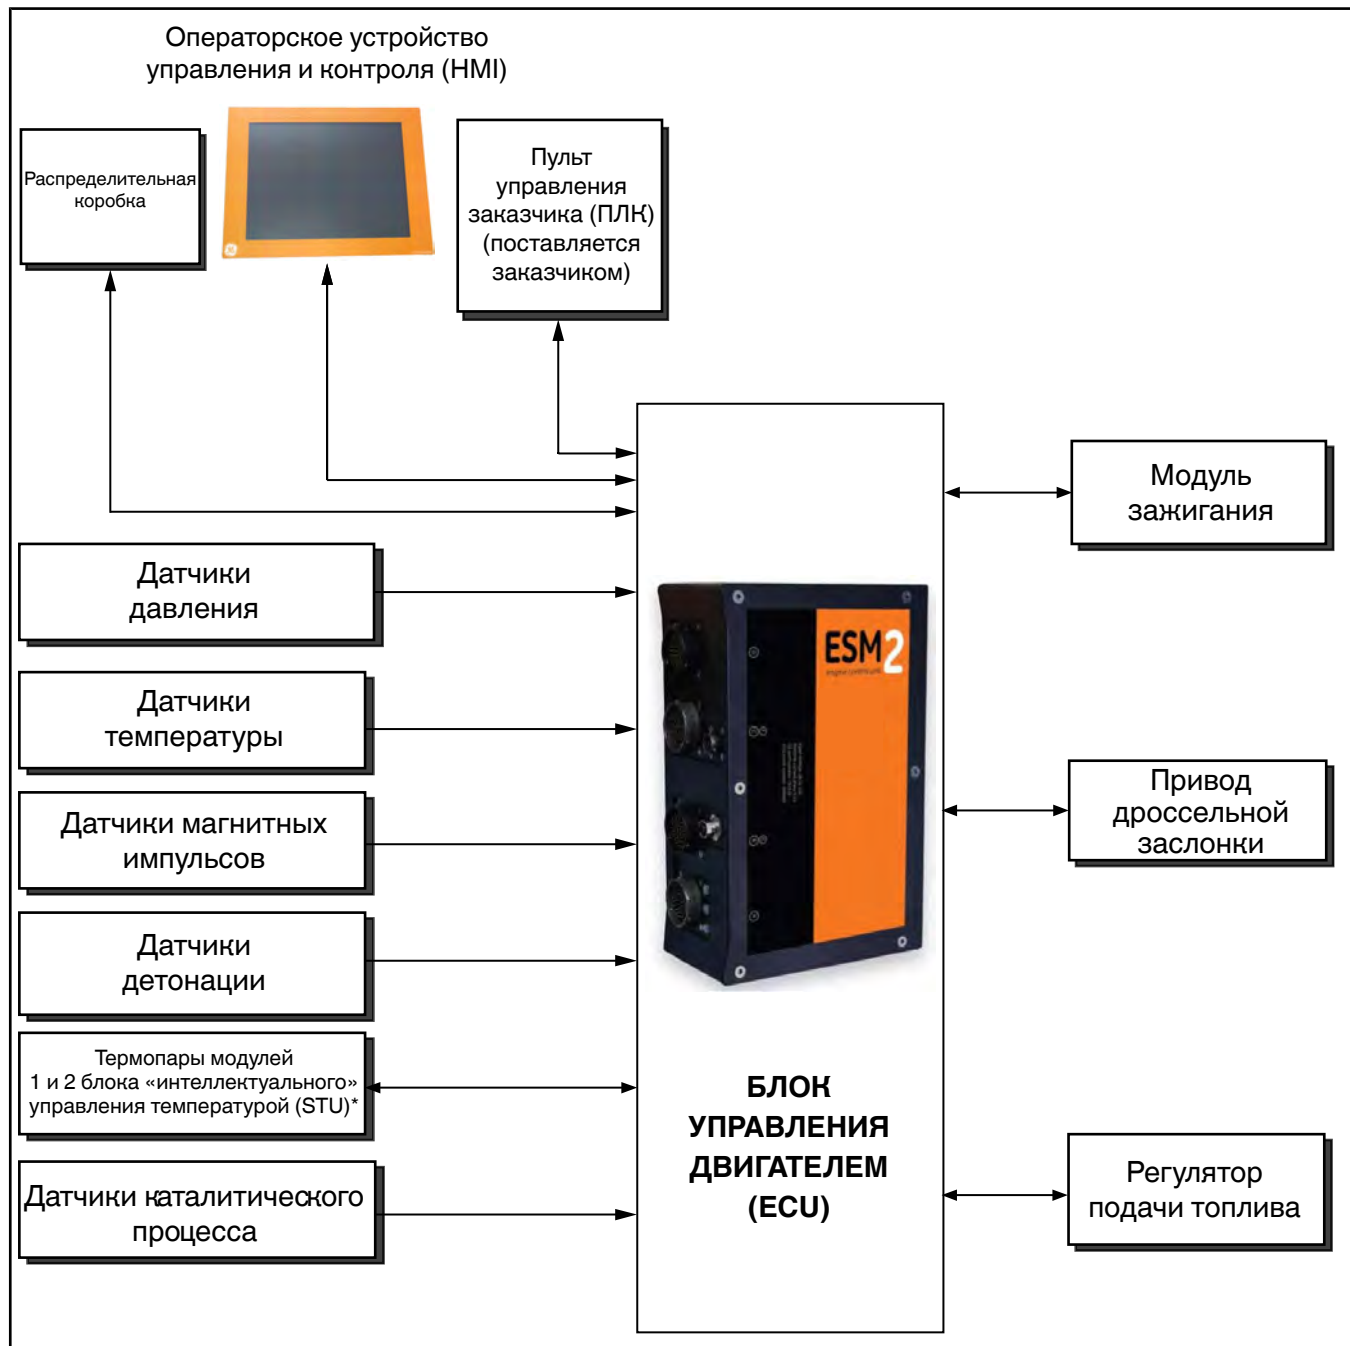 Операторское устройство
управления и контроля (HMI)
Распределительная
коробка
Пульт
управления
заказчика (ПЛК)
(поставляется
заказчиком)
Модуль
зажигания
Датчики
давления
Датчики
температуры
Датчики магнитных
импульсов
Датчики
детонации
Термопары модулей
1 и 2 блока «интеллектуального»
управления температурой (STU)*
Датчики каталитического
процесса
ESM2
БЛОК
УПРАВЛЕНИЯ
ДВИГАТЕЛЕМ
(ECU)
Привод
дроссельной
заслонки
Регулятор
подачи топлива